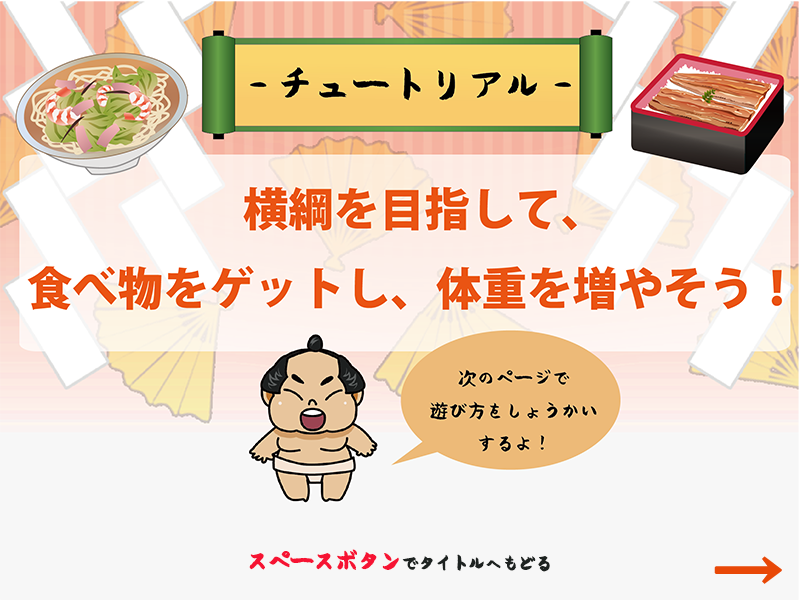 - チュートリアル -
横綱を目指して、
食べ物をゲットし、体重を増やそう！
次のページで
遊び方をしょうかい
するよ！
スペースボタンでタイトルへもどる